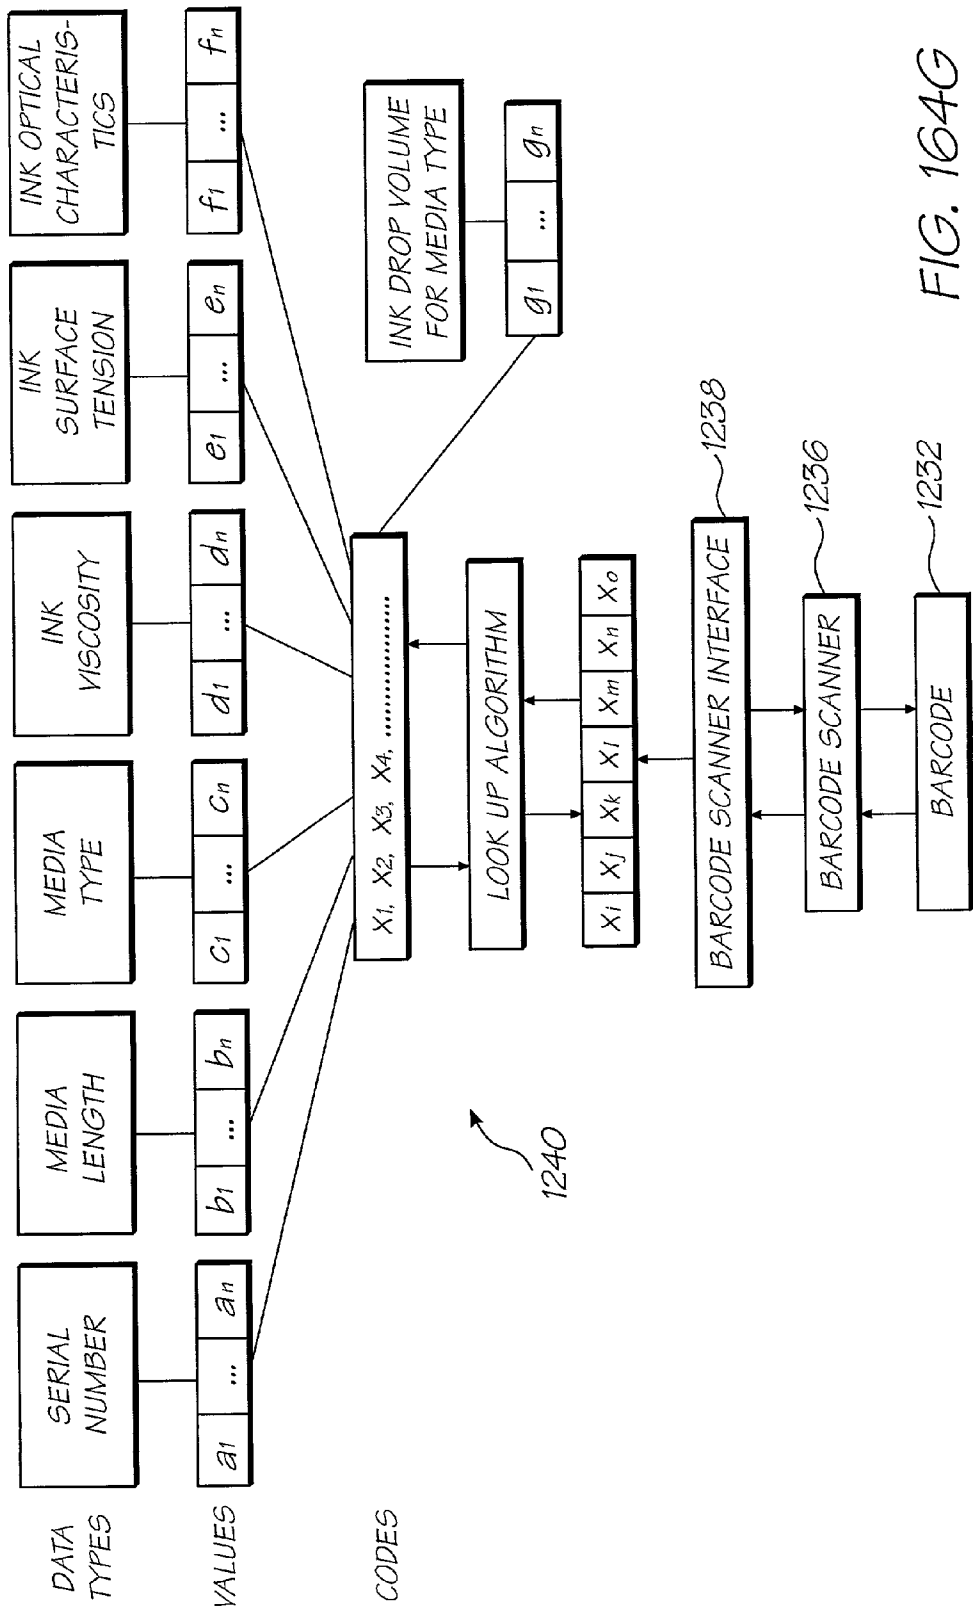 DATA
TYPES
SERIAL
NUMBER
MEDIA
LENGTH
MEDIA
TYPE
INK
VISCOSITY
INK
SURFACE
TENSION
INK OPTICAL
CHARACTERIS-
TICS
VALUES
a1 ... an
b1 ... bn
c1 ... cn
d1 ... dn
e1 ... en
f1 ... fn
CODES
X1, X2, X3, X4, ......................
INK DROP VOLUME
FOR MEDIA TYPE
g1 ... gn
LOOK UP ALGORITHM
Xi Xj Xk Xl Xm Xn Xo
1240
BARCODE SCANNER INTERFACE
1238
BARCODE SCANNER
1236
BARCODE
1232
FIG. 164G